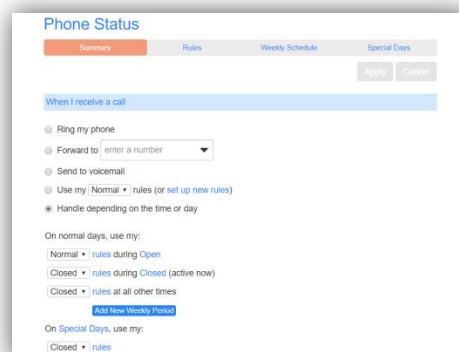 Phone Status
Summary Rules Weekly Schedule Special Days
Apply Cancel
When I receive a call
Ring my phone
Forward to enter a number
Send to voicemail
Use my Normal rules (or set up new rules)
Handle depending on the time or day
On normal days, use my:
Normal rules during Open
Closed rules during Closed (active now)
Closed rules at all other times
Add New Weekly Period
On Special Days, use my:
Closed rules